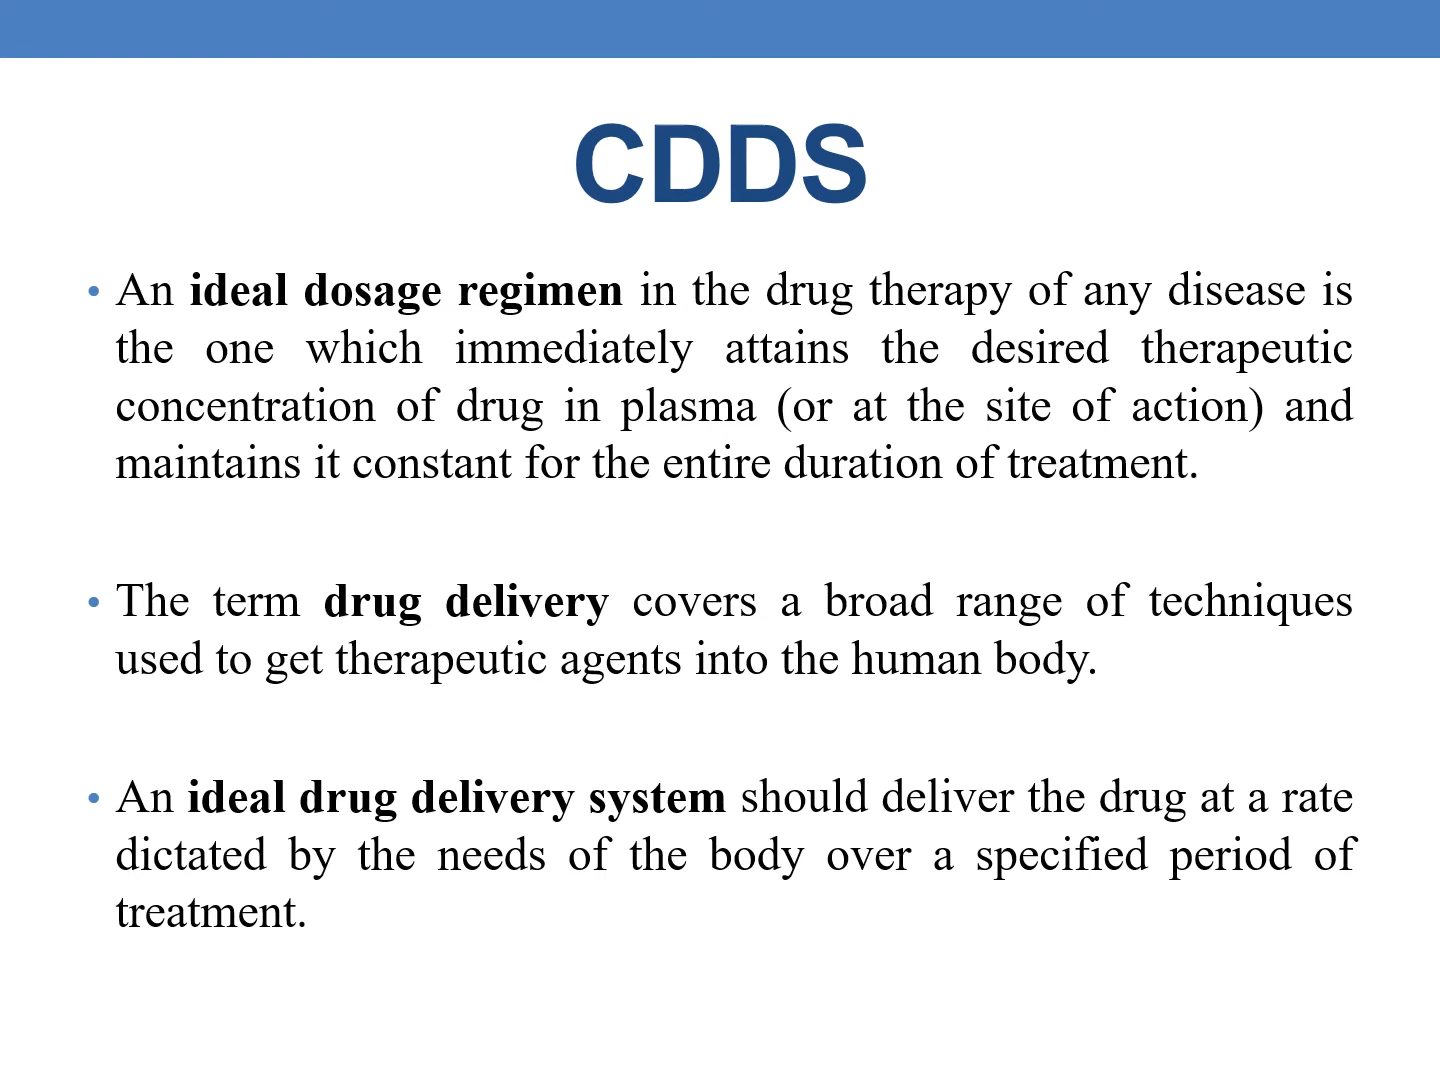 CDDS
• An ideal dosage regimen in the drug therapy of any disease is
the one which immediately attains the desired therapeutic
concentration of drug in plasma (or at the site of action) and
maintains it constant for the entire duration of treatment.
• The term drug delivery covers a broad range of techniques
used to get therapeutic agents into the human body.
• An ideal drug delivery system should deliver the drug at a rate
dictated by the needs of the body over a specified period of
treatment.